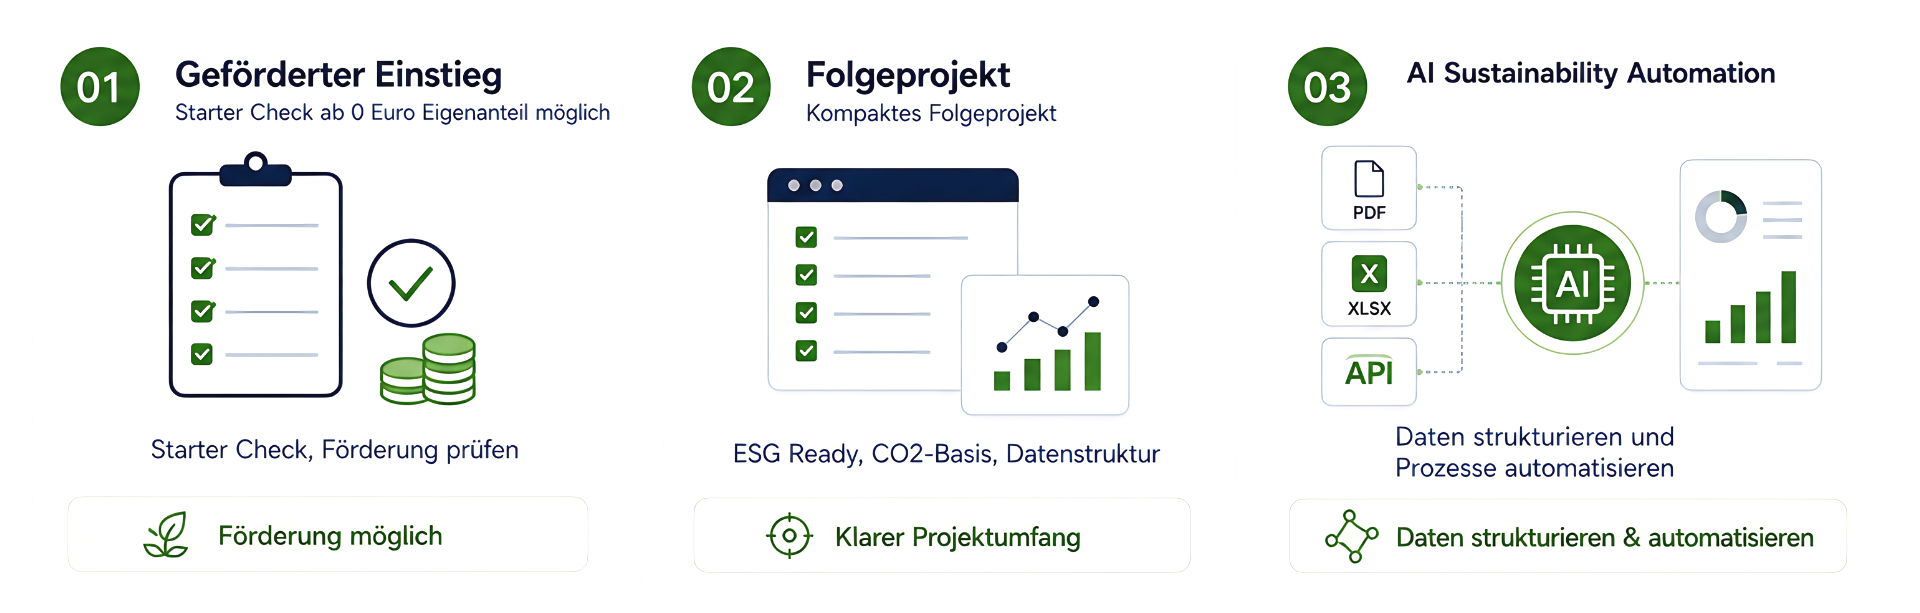 01
Geförderter Einstieg
Starter Check ab 0 Euro Eigenanteil möglich
Starter Check, Förderung prüfen
Förderung möglich
02
Folgeprojekt
Kompaktes Folgeprojekt
ESG Ready, CO2-Basis, Datenstruktur
Klarer Projektumfang
03
AI Sustainability Automation
PDF
X
XLSX
API
AI
Daten strukturieren und
Prozesse automatisieren
Daten strukturieren & automatisieren